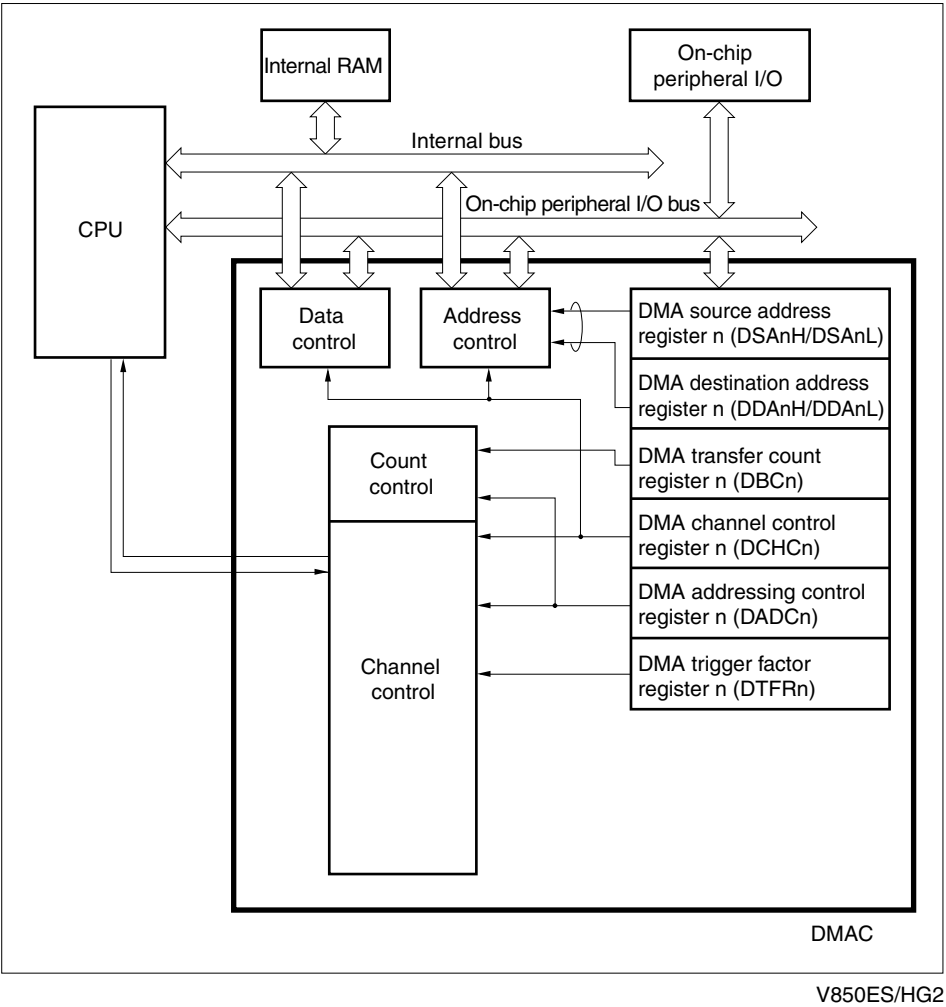 Internal RAM
On-chip
peripheral I/O
Internal bus
CPU
On-chip peripheral I/O bus
Data
control
Address
control
DMA source address
register n (DSAnH/DSAnL)
DMA destination address
register n (DDAnH/DDAnL)
Count
control
DMA transfer count
register n (DBCn)
DMA channel control
register n (DCHCn)
DMA addressing control
register n (DADCn)
Channel
control
DMA trigger factor
register n (DTFRn)
DMAC
V850ES/HG2